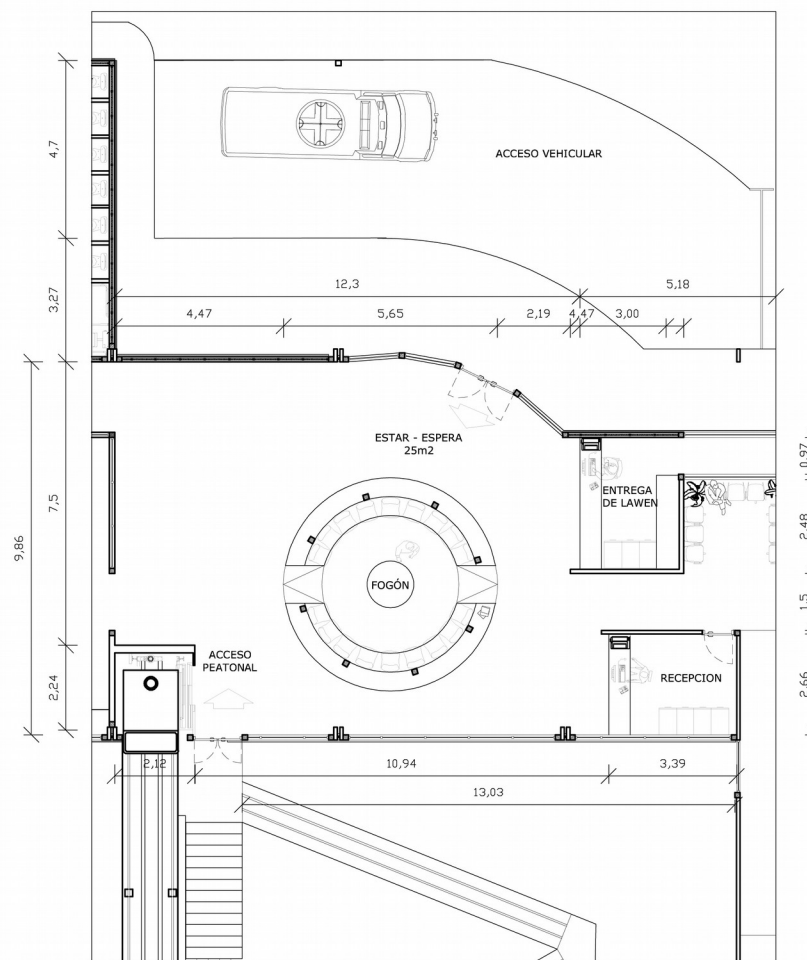 4,7
ACCESO VEHICULAR
3,27
12,3
5,18
4,47
5,65
2,19
4,47
3,00
ESTAR - ESPERA
25m2
0,97
ENTREGA
DE LAWEN
7,5
2,48
9,86
FOGÓN
1,5
ACCESO
PEATONAL
RECEPCION
2,24
2,66
2,12
10,94
3,39
13,03